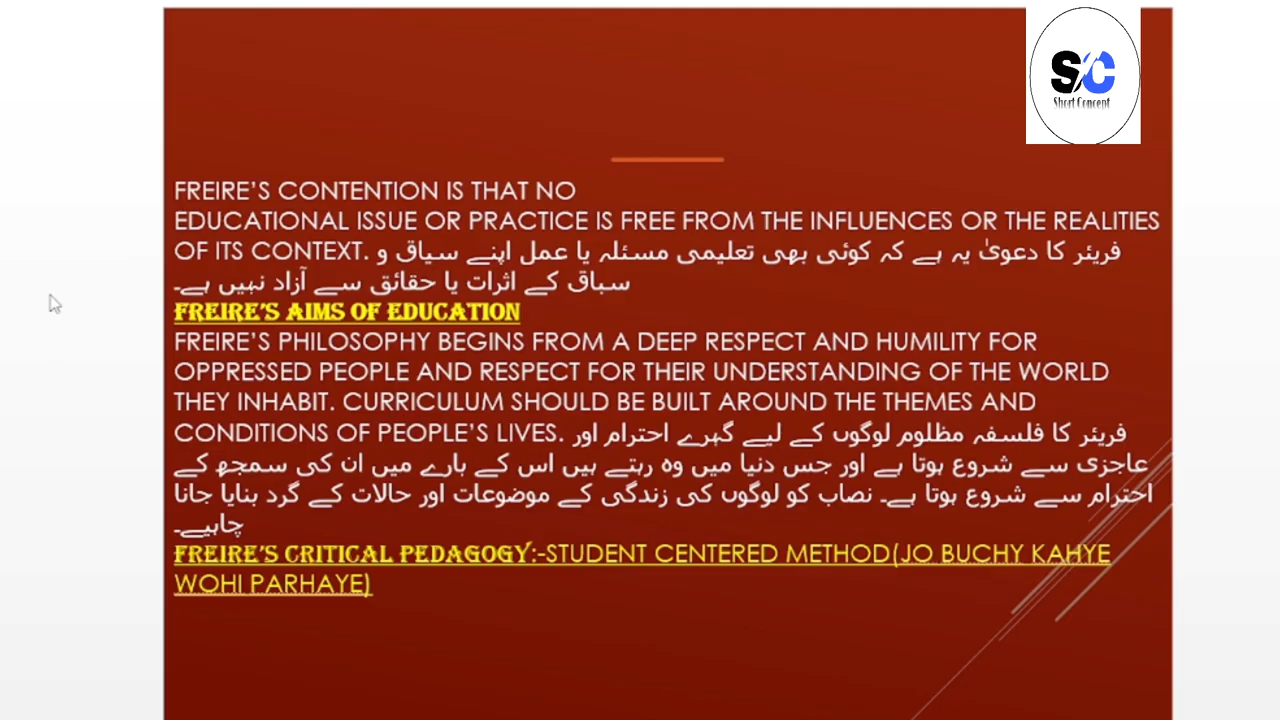 S/C
Short Concept
FREIRE'S CONTENTION IS THAT NO
EDUCATIONAL ISSUE OR PRACTICE IS FREE FROM THE INFLUENCES OR THE REALITIES
OF ITS CONTEXT. فریئر کا دعویٰ یہ ہے کہ کوئی بھی تعلیمی مسئلہ یا عمل اپنے سیاق و
سباق کے اثرات یا حقائق سے آزاد نہیں ہے۔
FREIRE'S AIMS OF EDUCATION
FREIRE'S PHILOSOPHY BEGINS FROM A DEEP RESPECT AND HUMILITY FOR
OPPRESSED PEOPLE AND RESPECT FOR THEIR UNDERSTANDING OF THE WORLD
THEY INHABIT. CURRICULUM SHOULD BE BUILT AROUND THE THEMES AND
CONDITIONS OF PEOPLE'S LIVES. فریئر کا فلسفہ مظلوم لوگوں کے لیے گہرے احترام اور
عاجزی سے شروع ہوتا ہے اور جس دنیا میں وہ رہتے ہیں اس کے بارے میں ان کی سمجھ کے
احترام سے شروع ہوتا ہے۔ نصاب کو لوگوں کی زندگی کے موضوعات اور حالات کے گرد بنایا جانا
چاہیے۔
FREIRE'S CRITICAL PEDAGOGY:-STUDENT CENTERED METHOD(JO BUCHY KAHYE
WOHI PARHAYE)